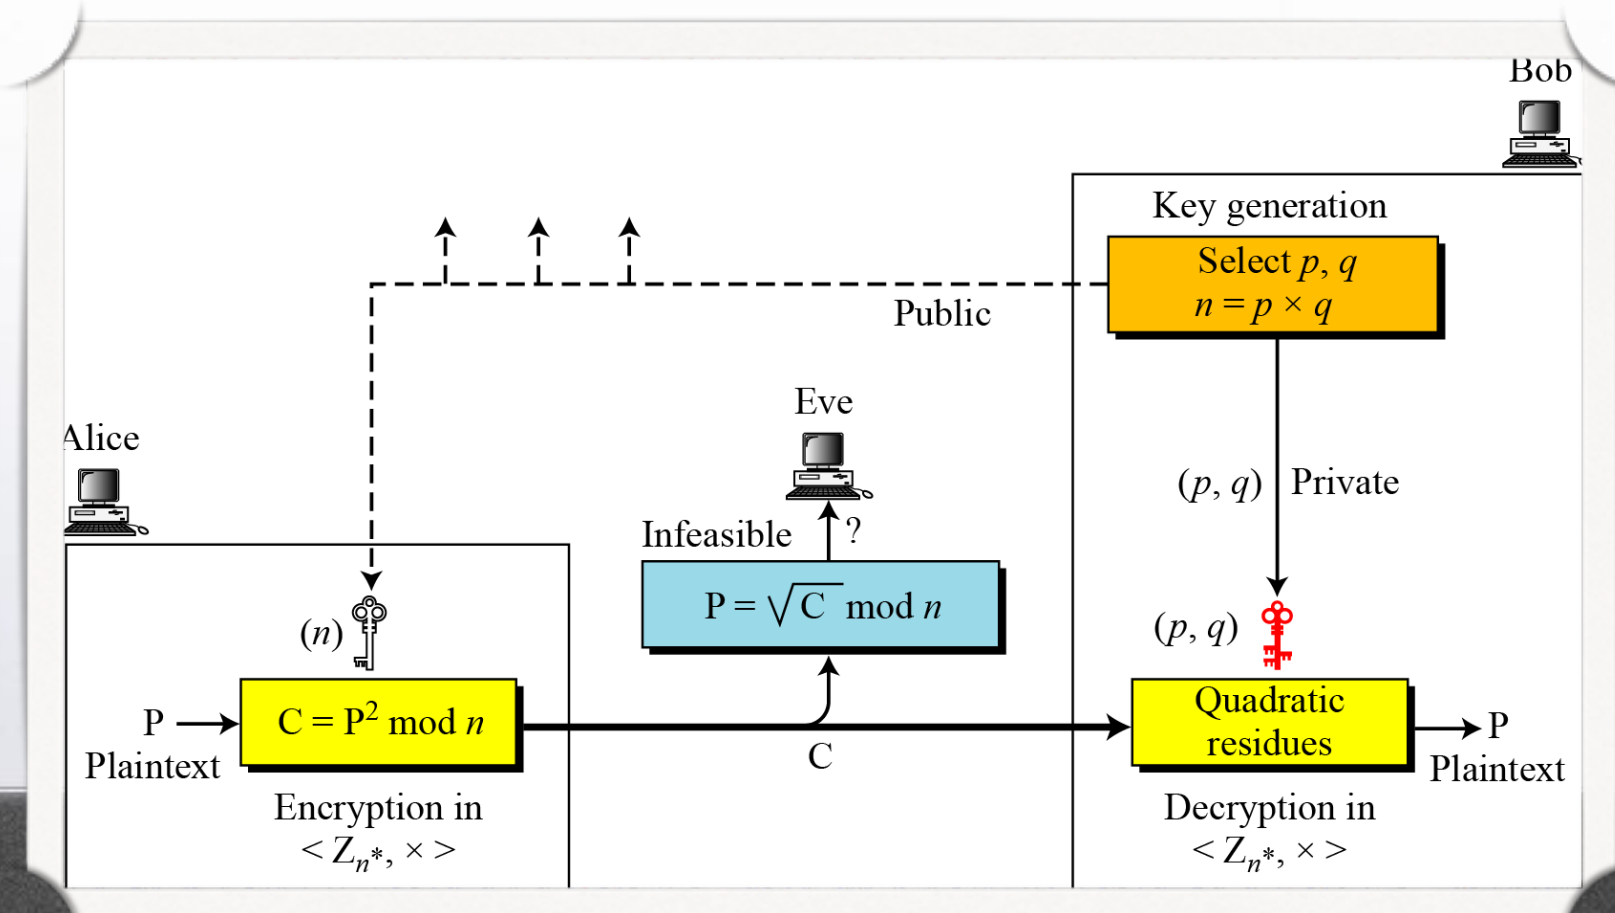 Bob
Key generation
Select p, q
n = p × q
Public
Eve
Alice
(p, q) Private
Infeasible ?
P = √C mod n
(n)
(p, q)
P
Plaintext
C = P² mod n
C
Quadratic
residues
P
Plaintext
Encryption in
< Zₙ*, × >
Decryption in
< Zₙ*, × >